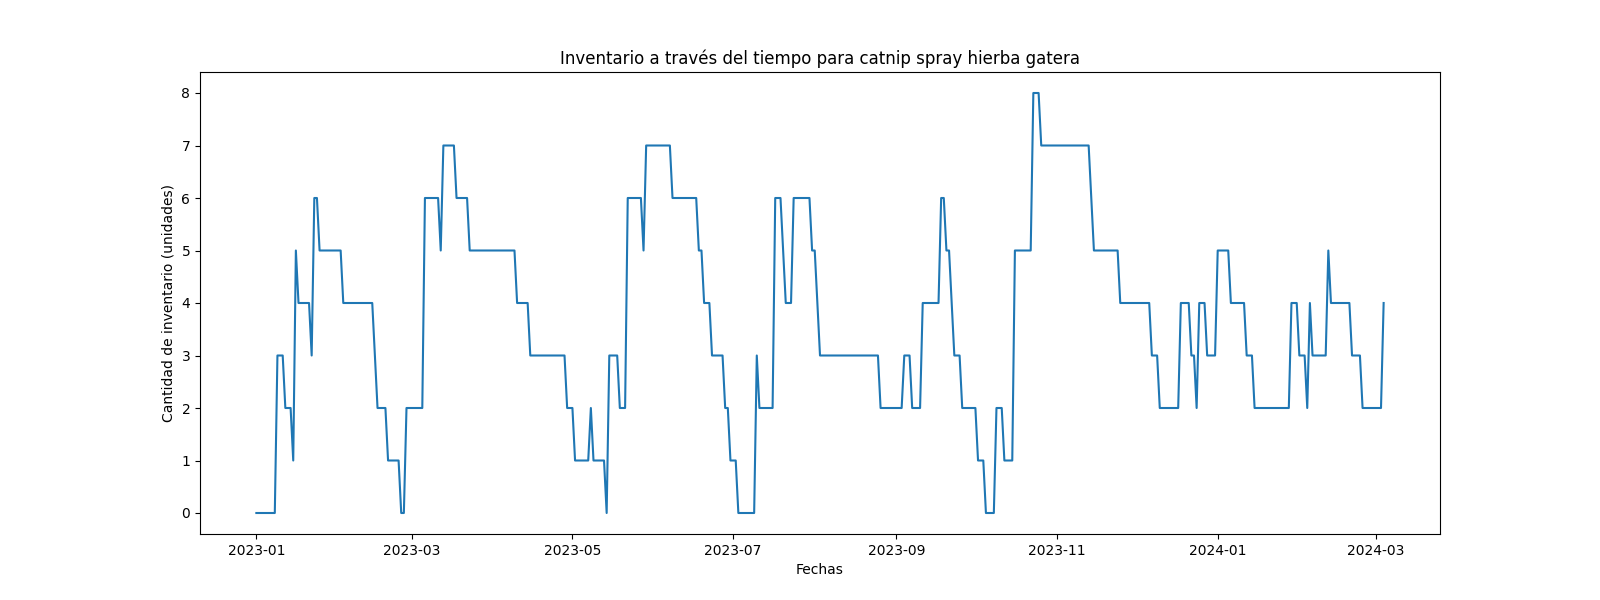 Inventario a través del tiempo para catnip spray hierba gatera
Cantidad de inventario (unidades)
8
7
6
5
4
3
2
1
0
2023-01 2023-03 2023-05 2023-07 2023-09 2023-11 2024-01 2024-03
Fechas